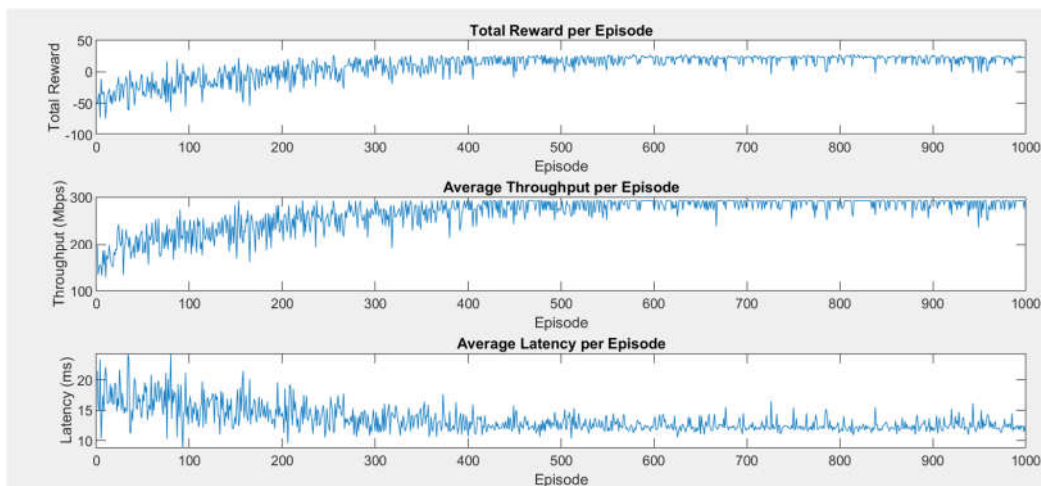 Total Reward per Episode
Total Reward
50
0
-50
-100
0 100 200 300 400 500 600 700 800 900 1000
Episode
Average Throughput per Episode
Throughput (Mbps)
300
200
100
0 100 200 300 400 500 600 700 800 900 1000
Episode
Average Latency per Episode
Latency (ms)
20
15
10
0 100 200 300 400 500 600 700 800 900 1000
Episode